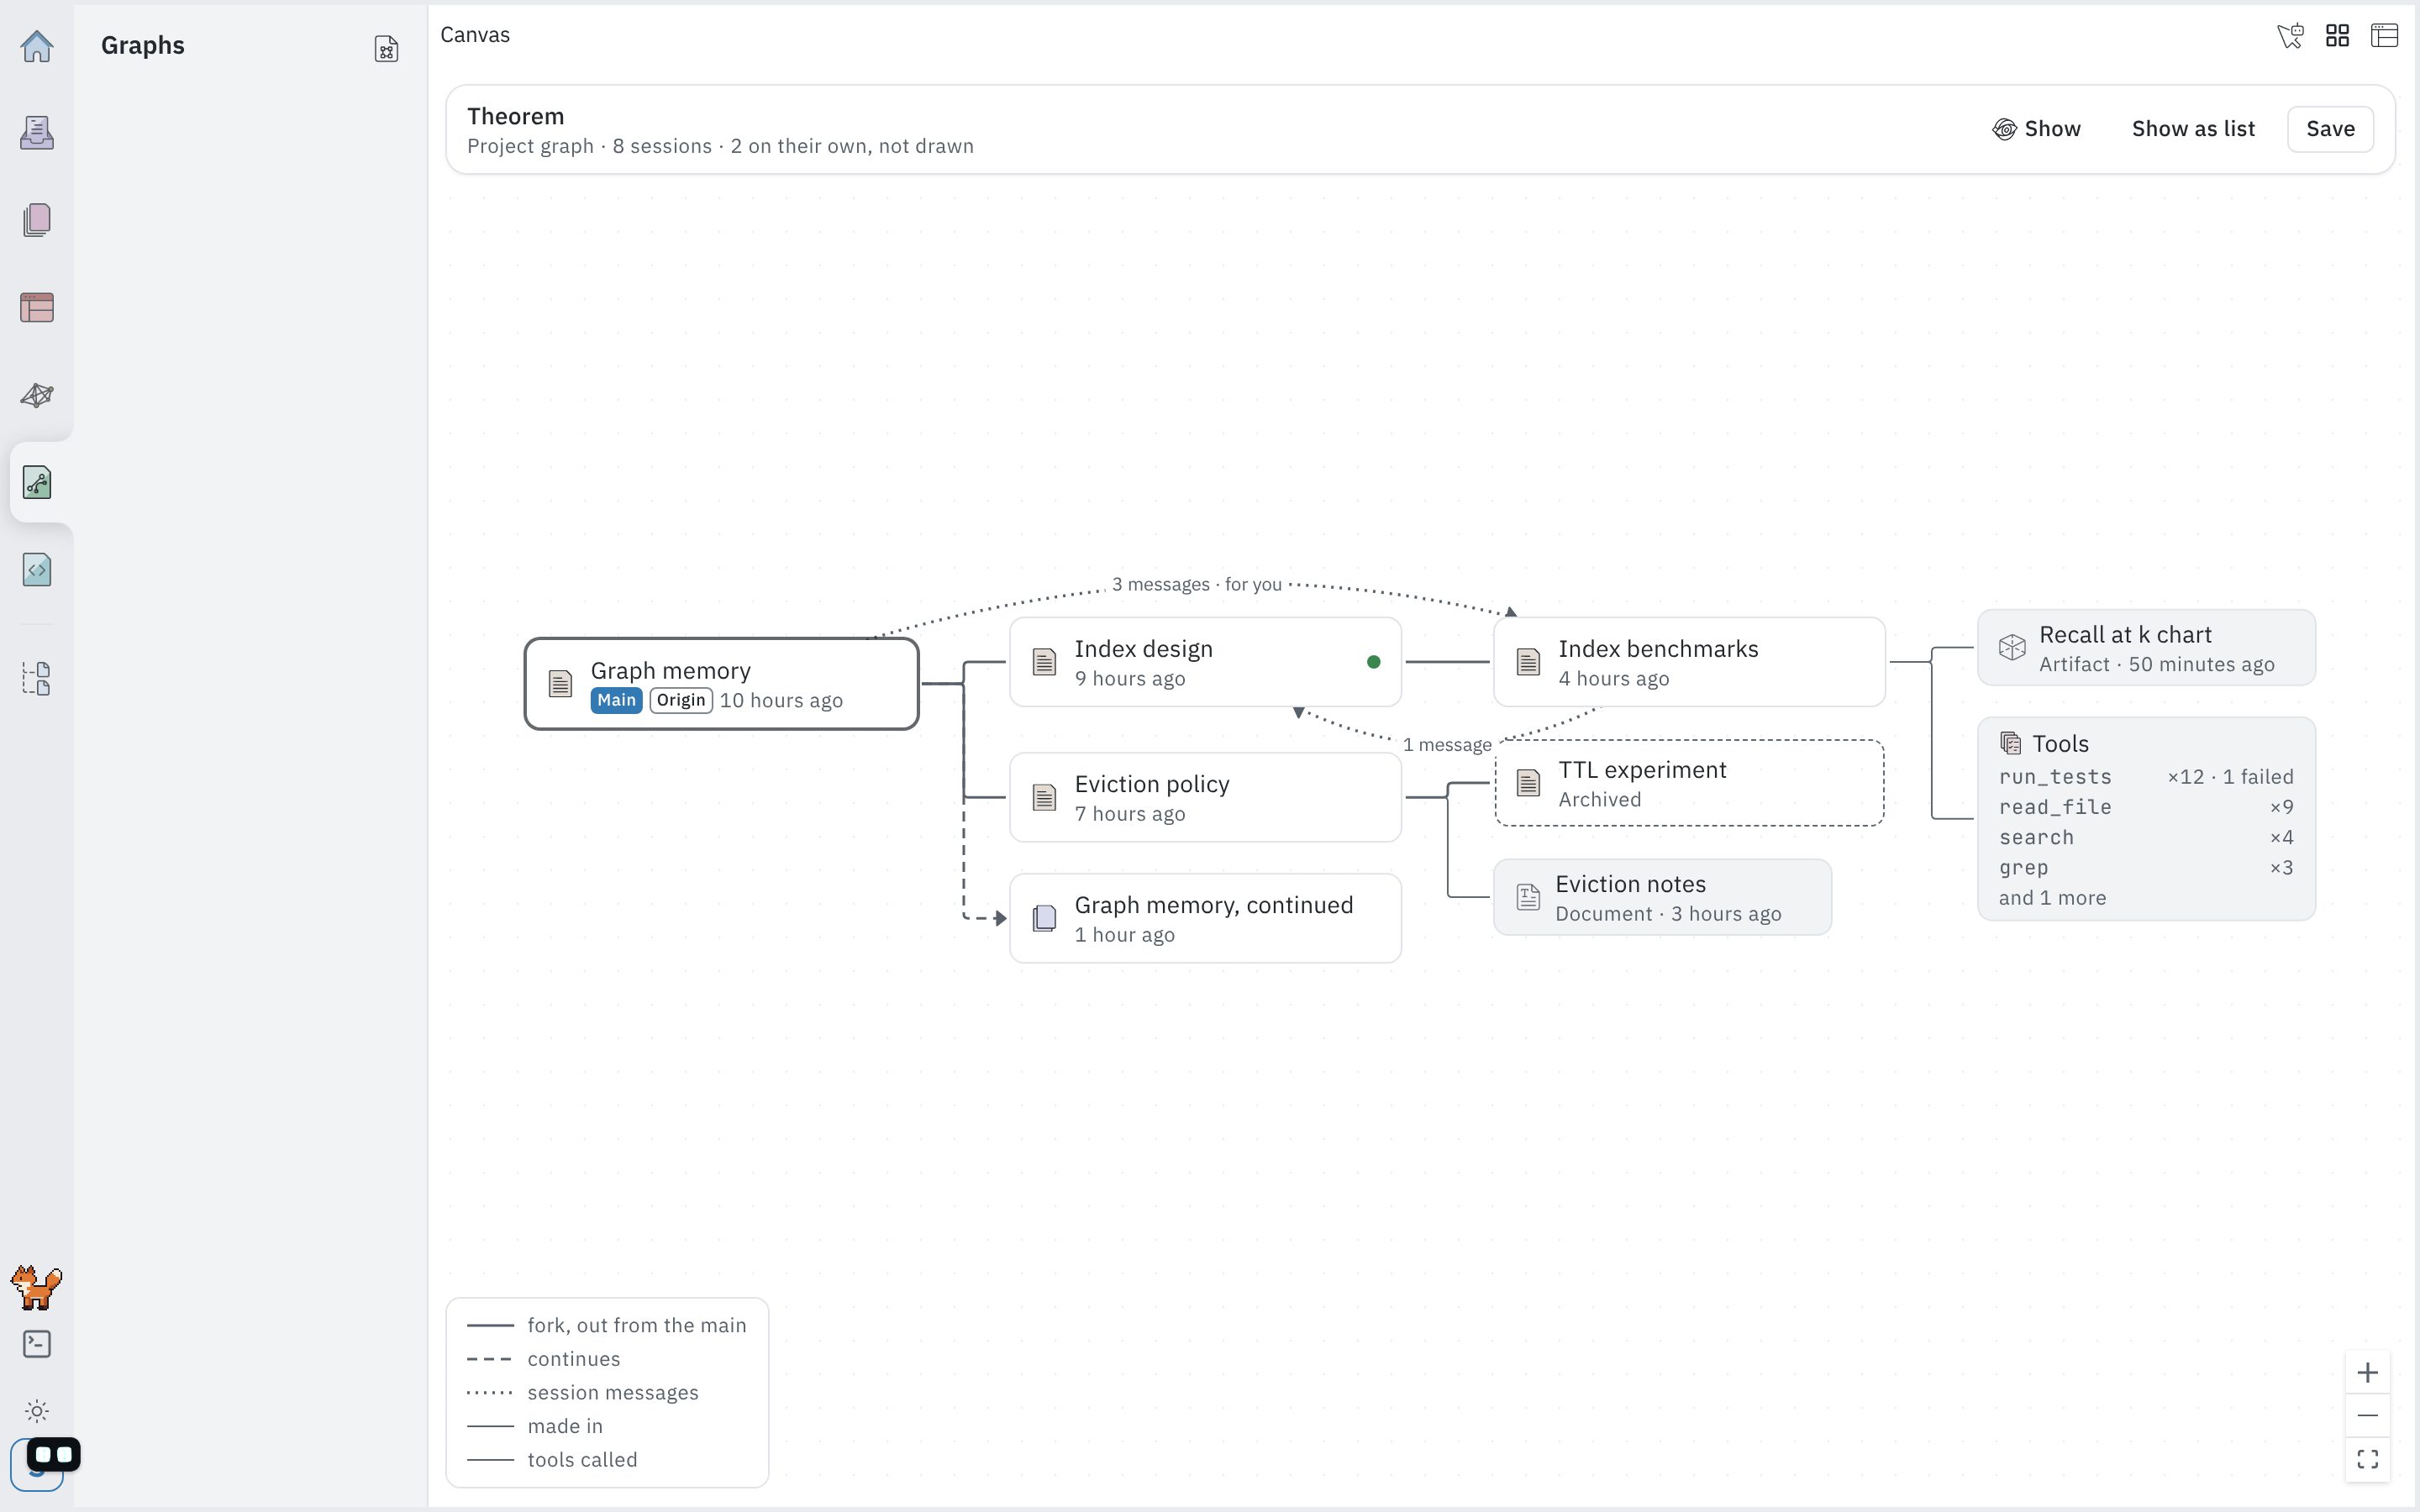 Graphs
Canvas
Theorem
Project graph · 8 sessions · 2 on their own, not drawn
Show
Show as list
Save
3 messages · for you
Graph memory
Main Origin 10 hours ago
Index design
9 hours ago
Index benchmarks
4 hours ago
Recall at k chart
Artifact · 50 minutes ago
1 message
Eviction policy
7 hours ago
TTL experiment
Archived
Tools
run_tests ×12 · 1 failed
read_file ×9
search ×4
grep ×3
and 1 more
Graph memory, continued
1 hour ago
Eviction notes
Document · 3 hours ago
fork, out from the main
continues
session messages
made in
tools called